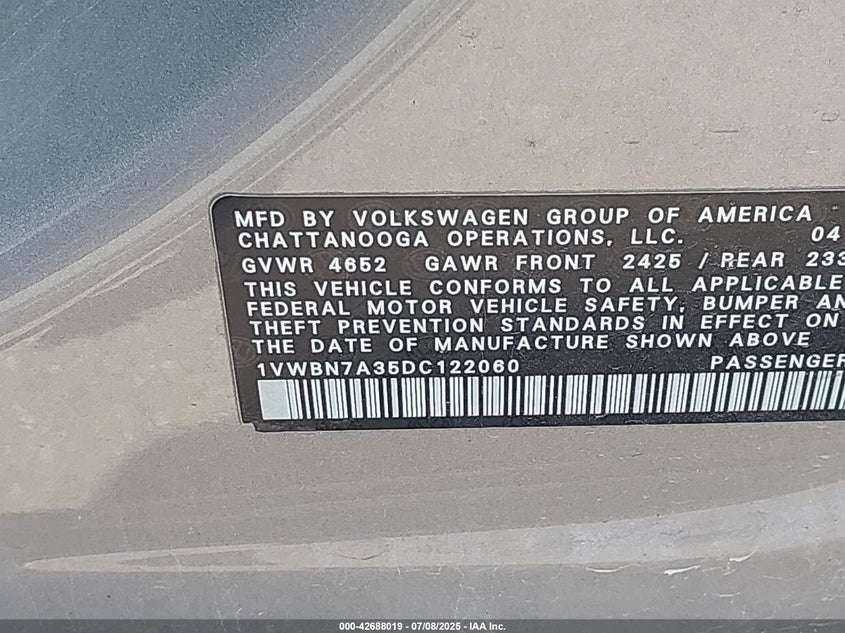 MFD BY VOLKSWAGEN GROUP OF AMERICA
CHATTANOOGA OPERATIONS, LLC. 04
GVWR 4652 GAWR FRONT 2425 / REAR 233
THIS VEHICLE CONFORMS TO ALL APPLICABLE
FEDERAL MOTOR VEHICLE SAFETY, BUMPER AN
THEFT PREVENTION STANDARDS IN EFFECT ON
THE DATE OF MANUFACTURE SHOWN ABOVE
1VWBN7A35DC122060 PASSENGER
000-42688019 - 07/08/2025 - IAA Inc.